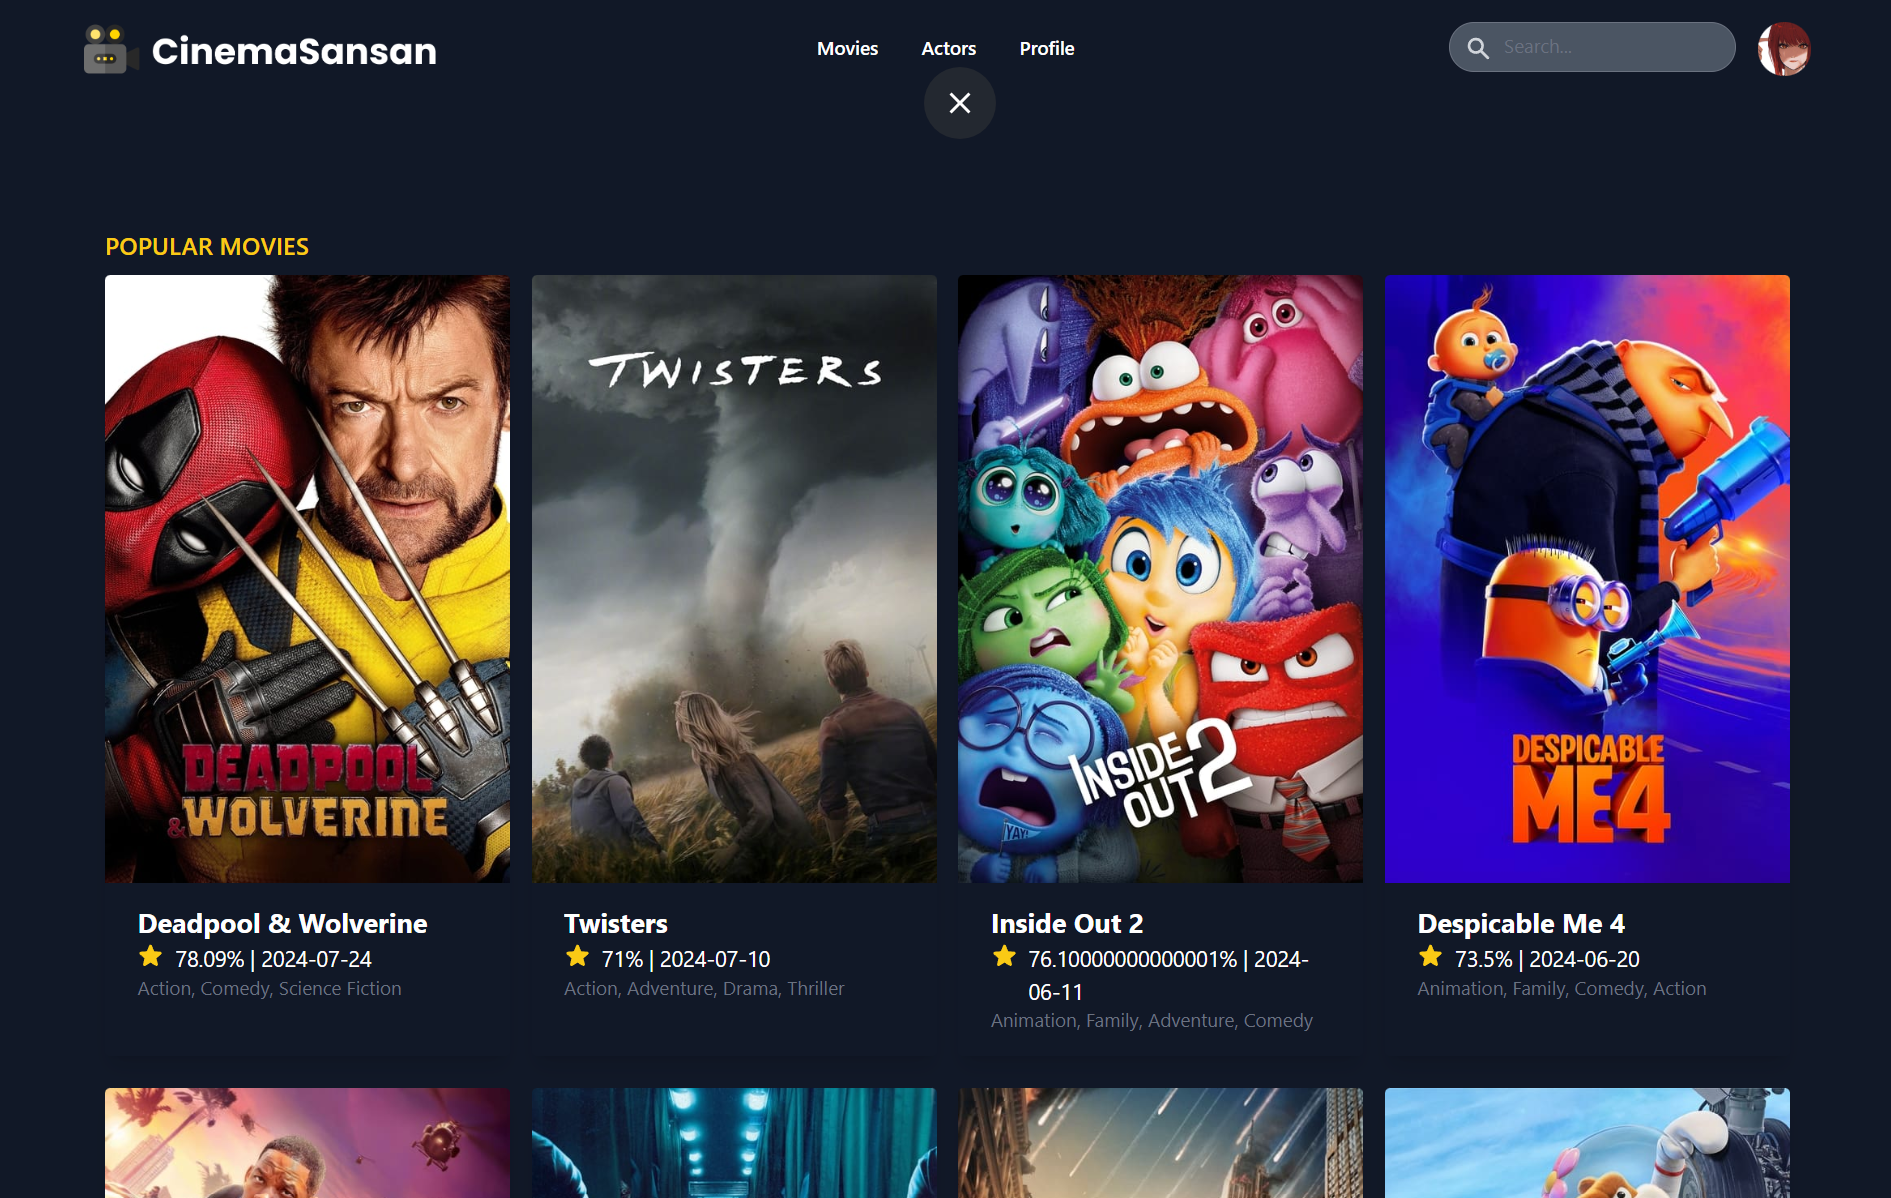 CinemaSansan
Movies Actors Profile
Search...
POPULAR MOVIES
DEADPOOL
&WOLVERINE
TWISTERS
YAY!
INSIDE
OUT 2
DESPICABLE
ME4
Deadpool & Wolverine
78.09% | 2024-07-24
Action, Comedy, Science Fiction
Twisters
71% | 2024-07-10
Action, Adventure, Drama, Thriller
Inside Out 2
76.10000000000001% | 2024-
06-11
Animation, Family, Adventure, Comedy
Despicable Me 4
73.5% | 2024-06-20
Animation, Family, Comedy, Action